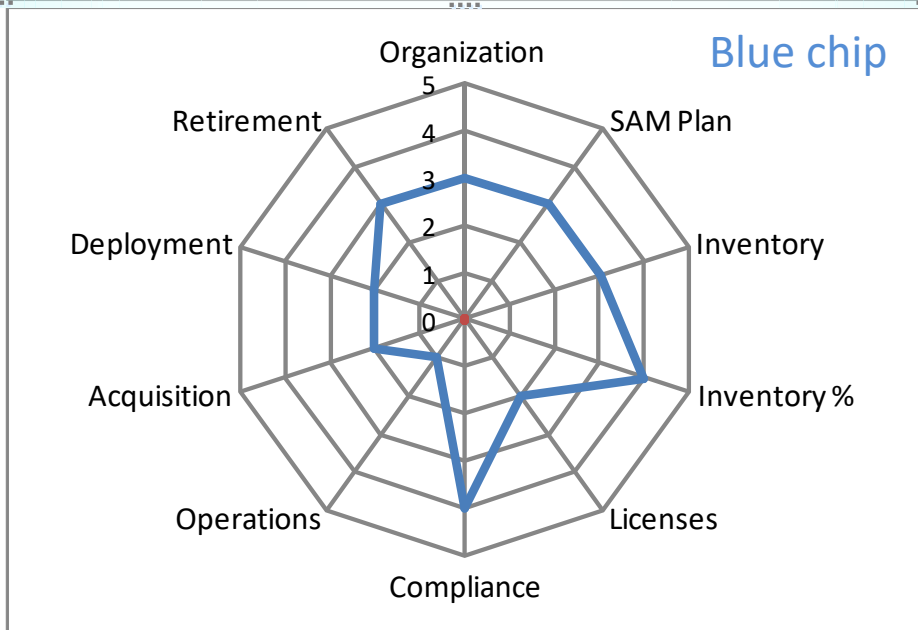 Blue chip
Organization
5
4
3
2
1
0
SAM Plan
Inventory
Inventory %
Licenses
Compliance
Operations
Acquisition
Deployment
Retirement